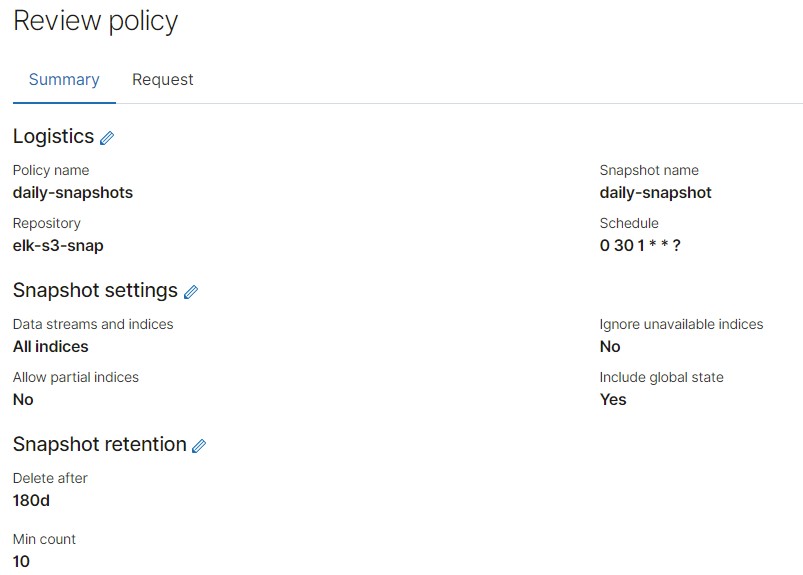 Review policy
Summary Request
Logistics
Policy name Snapshot name
daily-snapshots daily-snapshot
Repository Schedule
elk-s3-snap 0 30 1 * * ?
Snapshot settings
Data streams and indices Ignore unavailable indices
All indices No
Allow partial indices Include global state
No Yes
Snapshot retention
Delete after
180d
Min count
10